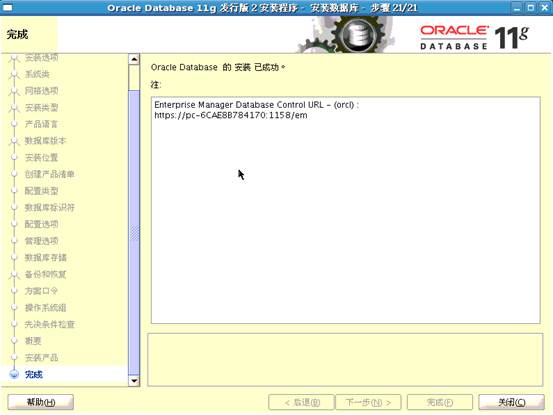 Oracle Database 11g 发行版 2 安装程序 - 安装数据库 - 步骤 21/21
完成
ORACLE
DATABASE 11g
安装选项
系统类
网格选项
安装类型
产品语言
数据库版本
安装位置
创建产品清单
配置类型
数据库标识符
配置选项
管理选项
数据库存储
备份和恢复
方案口令
操作系统组
先决条件检查
概要
安装产品
完成
Oracle Database 的 安装 已成功。
注:
Enterprise Manager Database Control URL - (orcl) :
https://pc-6CAE8B784170:1158/em
帮助(H)
< 后退(B)
下一步(N) >
完成(F)
关闭(C)